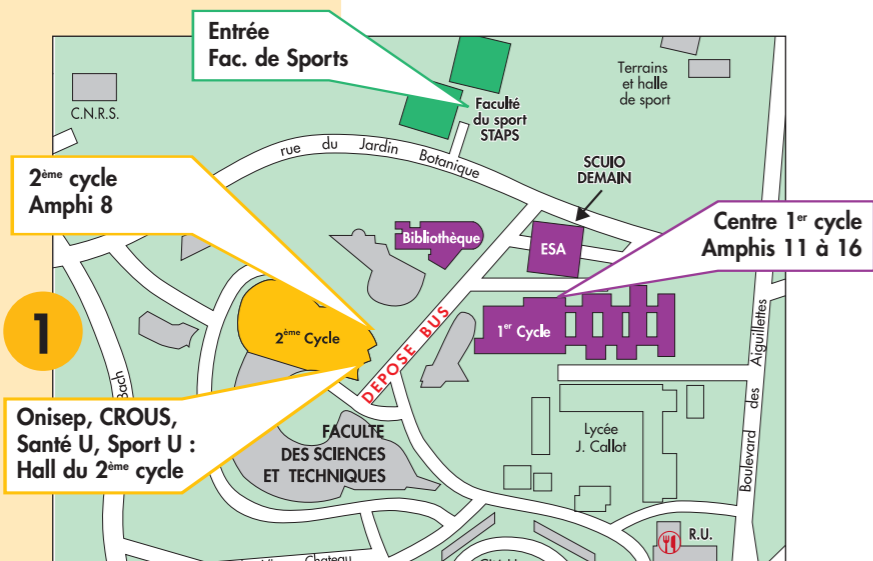 Entrée
Fac. de Sports
C.N.R.S.
Terrains
et halle
de sport
Faculté
du sport
STAPS
rue du Jardin Botanique
SCUIO
DEMAIN
2ème cycle
Amphi 8
Centre 1er cycle
Amphis 11 à 16
Bibliothèque
ESA
1
2ème Cycle
DEPOSE BUS
1er Cycle
Boulevard des Aiguillettes
Bach
Onisep, CROUS,
Santé U, Sport U :
Hall du 2ème cycle
FACULTE
DES SCIENCES
ET TECHNIQUES
Lycée
J. Callot
R.U.
Chateau